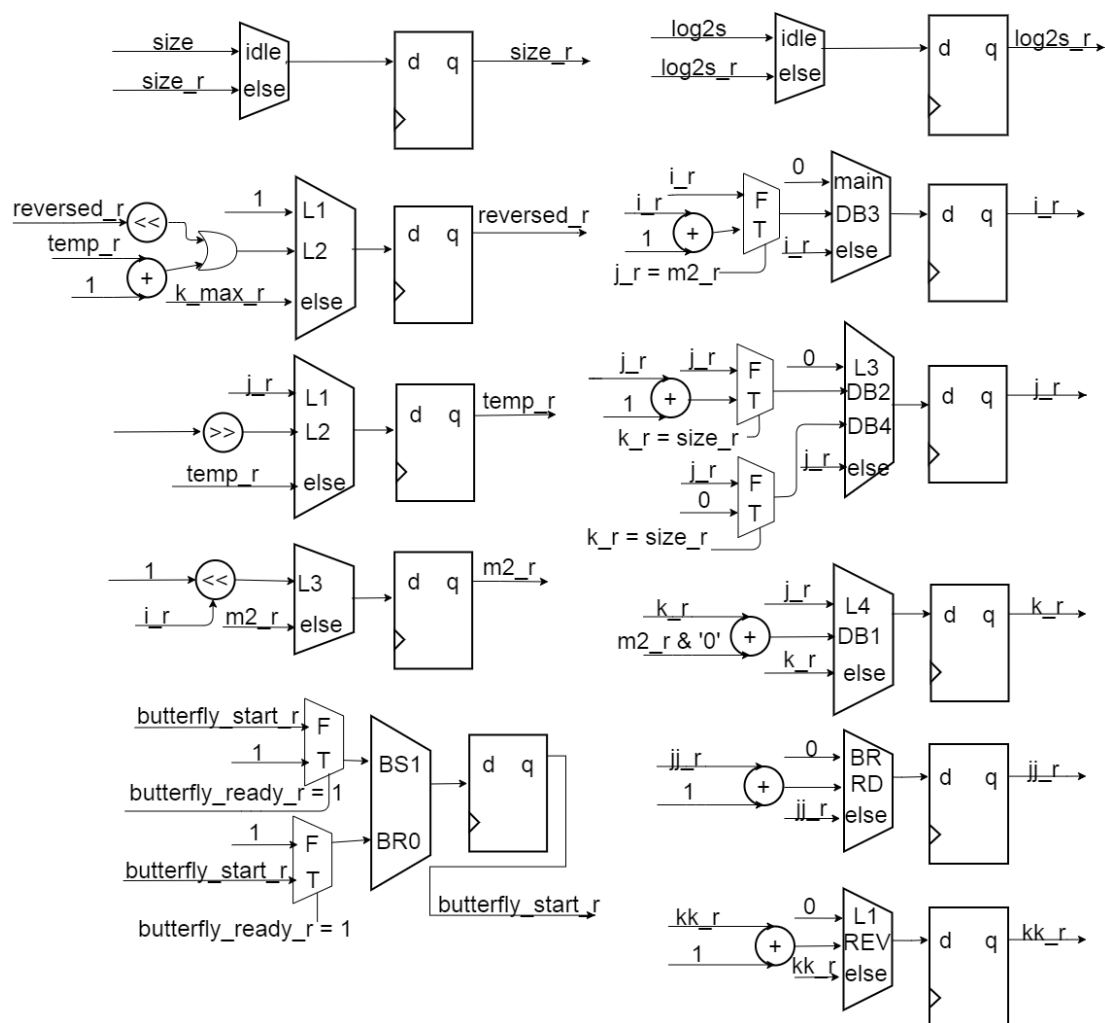 size
idle
size_r
else
d q
size_r
log2s
idle
log2s_r
else
d q
log2s_r
reversed_r
<<
temp_r
+
1
1
k_max_r
L1
L2
else
d q
reversed_r
i_r
i_r
+
1
F
T
j_r = m2_r
0
main
DB3
i_r
else
d q
i_r
j_r
L1
>>
L2
temp_r
else
d q
temp_r
j_r
+
1
j_r
F
T
k_r = size_r
j_r
F
0
T
k_r = size_r
0
L3
DB2
DB4
j_r
else
d q
j_r
1
<<
i_r
m2_r
L3
else
d q
m2_r
k_r
m2_r & '0'
+
j_r
L4
DB1
k_r
else
d q
k_r
butterfly_start_r
F
1
T
butterfly_ready_r = 1
1
F
butterfly_start_r
T
butterfly_ready_r = 1
BS1
BR0
d q
butterfly_start_r
jj_r
+
1
0
BR
RD
jj_r
else
d q
jj_r
kk_r
+
1
0
L1
REV
kk_r
else
d q
kk_r